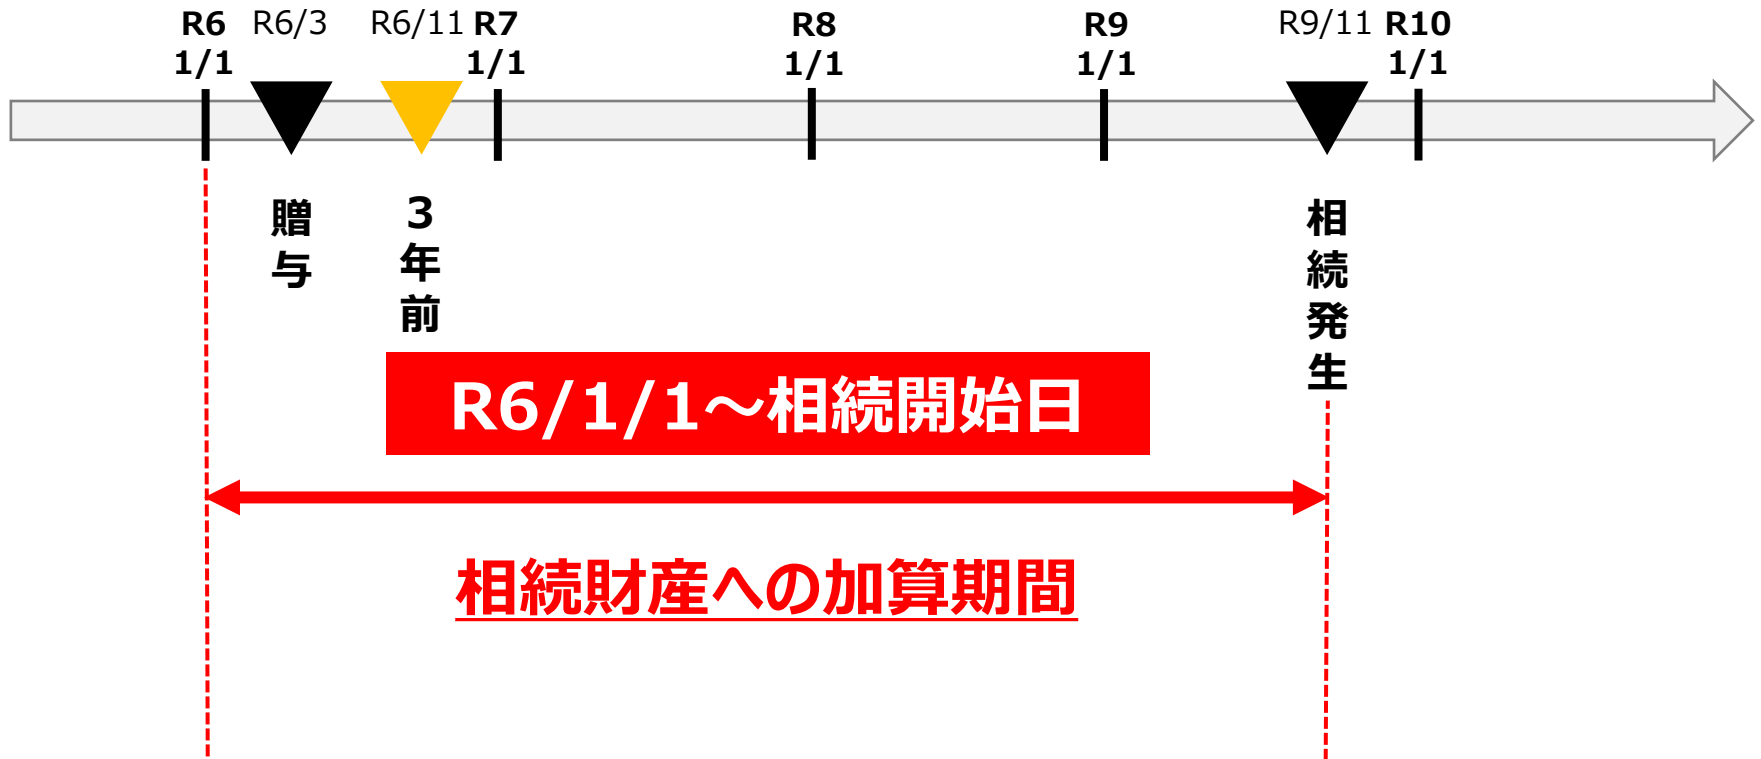 R6
1/1
R6/3
R6/11
R7
1/1
R8
1/1
R9
1/1
R9/11
R10
1/1
贈与
３年前
相続発生
R6/1/1～相続開始日
相続財産への加算期間